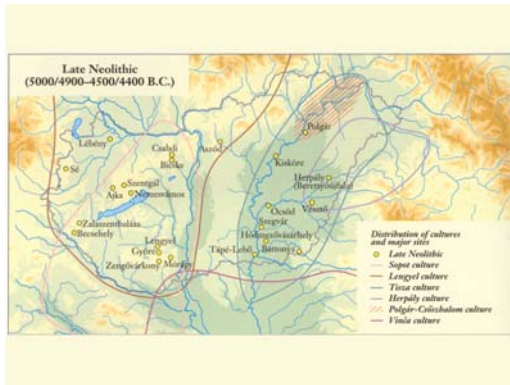 Late Neolithic
(5000/4900–4500/4400 B.C.)
Polgár
Lébény
Csabdi
Bicske
Aszód
Kisköre
Sé
Szentgál
Ajka
Nemesvámos
Herpály
(Berettyóújfalu)
Vésztő
Öcsöd
Szegvár
Zalaszentbalázs
Becsehely
Lengyel
Györe
Zengővárkony
Mórágy
Hódmezővásárhely
Tápé-Lebő
Battonya
Distribution of cultures
and major sites
Late Neolithic
Sopot culture
Lengyel culture
Tisza culture
Herpály culture
Polgár-Csőszhalom culture
Vinča culture